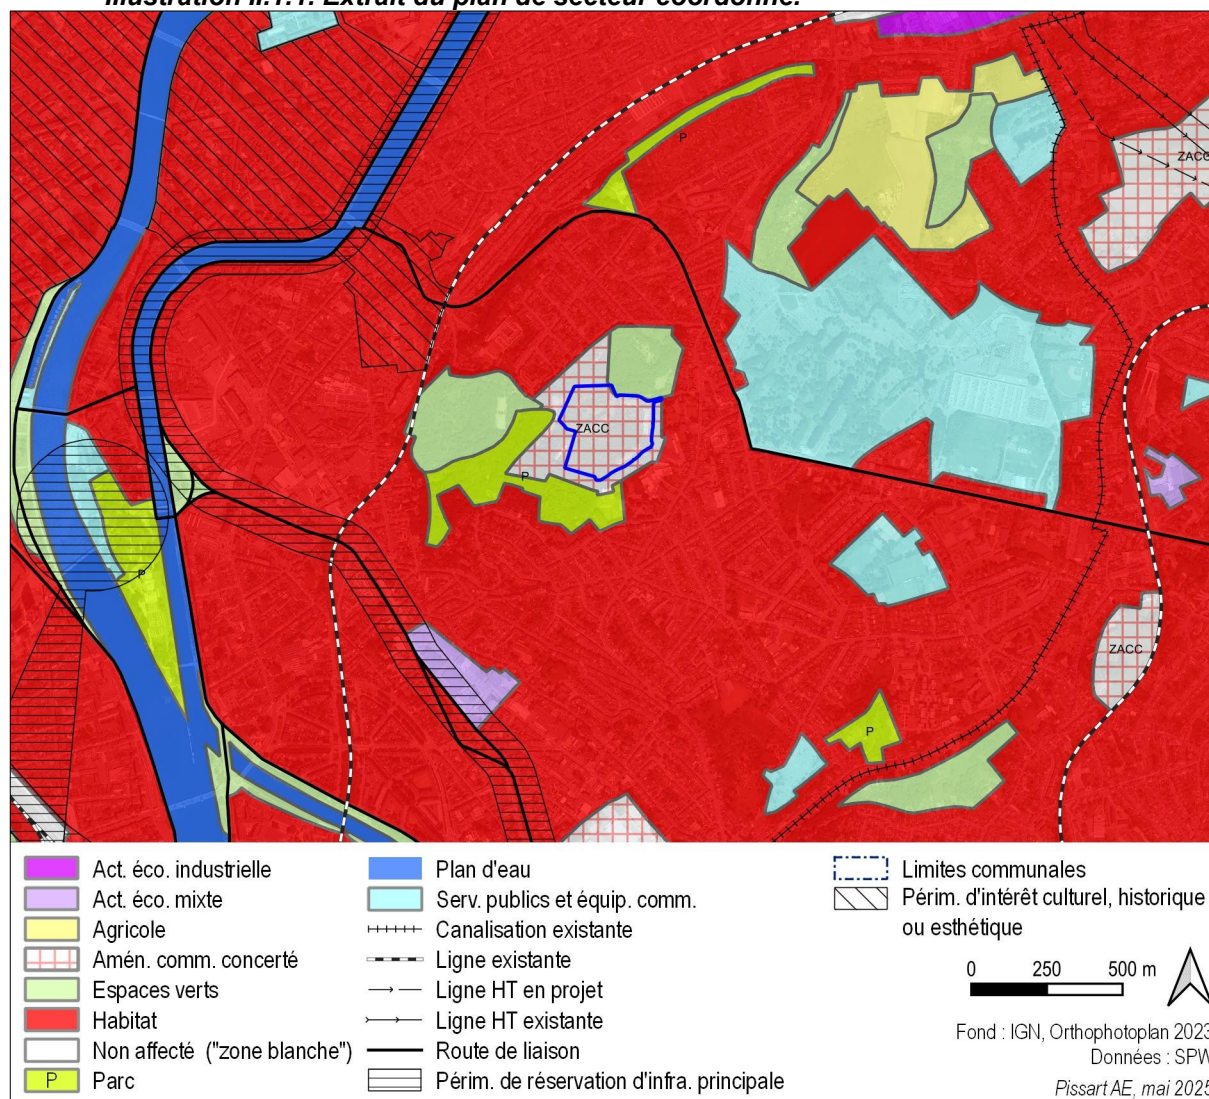 Illustration II.1.1. Extrait du plan de secteur coordonné.
P
ZACC
ZACC
P
P
ZACC
P
Act. éco. industrielle
Act. éco. mixte
Agricole
Amén. comm. concerté
Espaces verts
Habitat
Non affecté ("zone blanche")
P Parc
Plan d'eau
Serv. publics et équip. comm.
Canalisation existante
Ligne existante
Ligne HT en projet
Ligne HT existante
Route de liaison
Périm. de réservation d'infra. principale
Limites communales
Périm. d'intérêt culturel, historique
ou esthétique
0 250 500 m
Fond : IGN, Orthophotoplan 2023
Données : SPW
Pissart AE, mai 2025